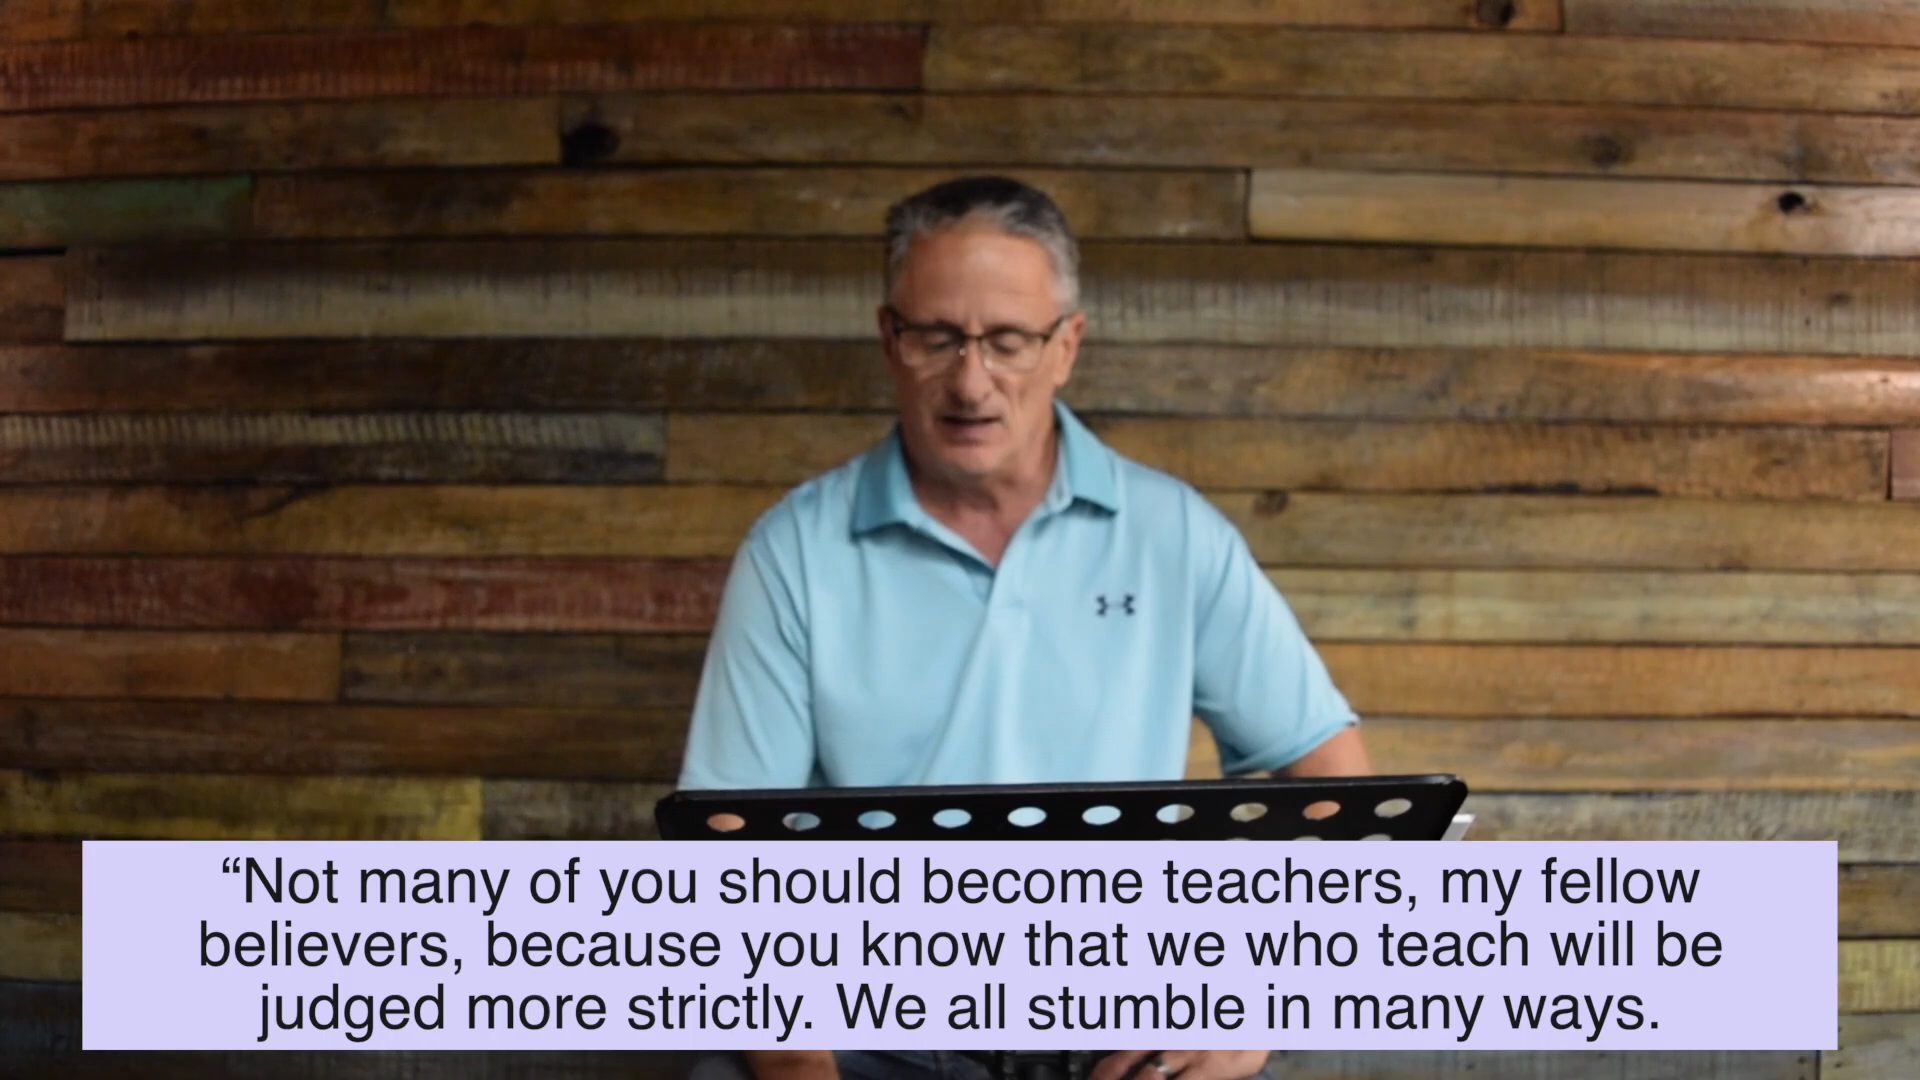 “Not many of you should become teachers, my fellow
believers, because you know that we who teach will be
judged more strictly. We all stumble in many ways.